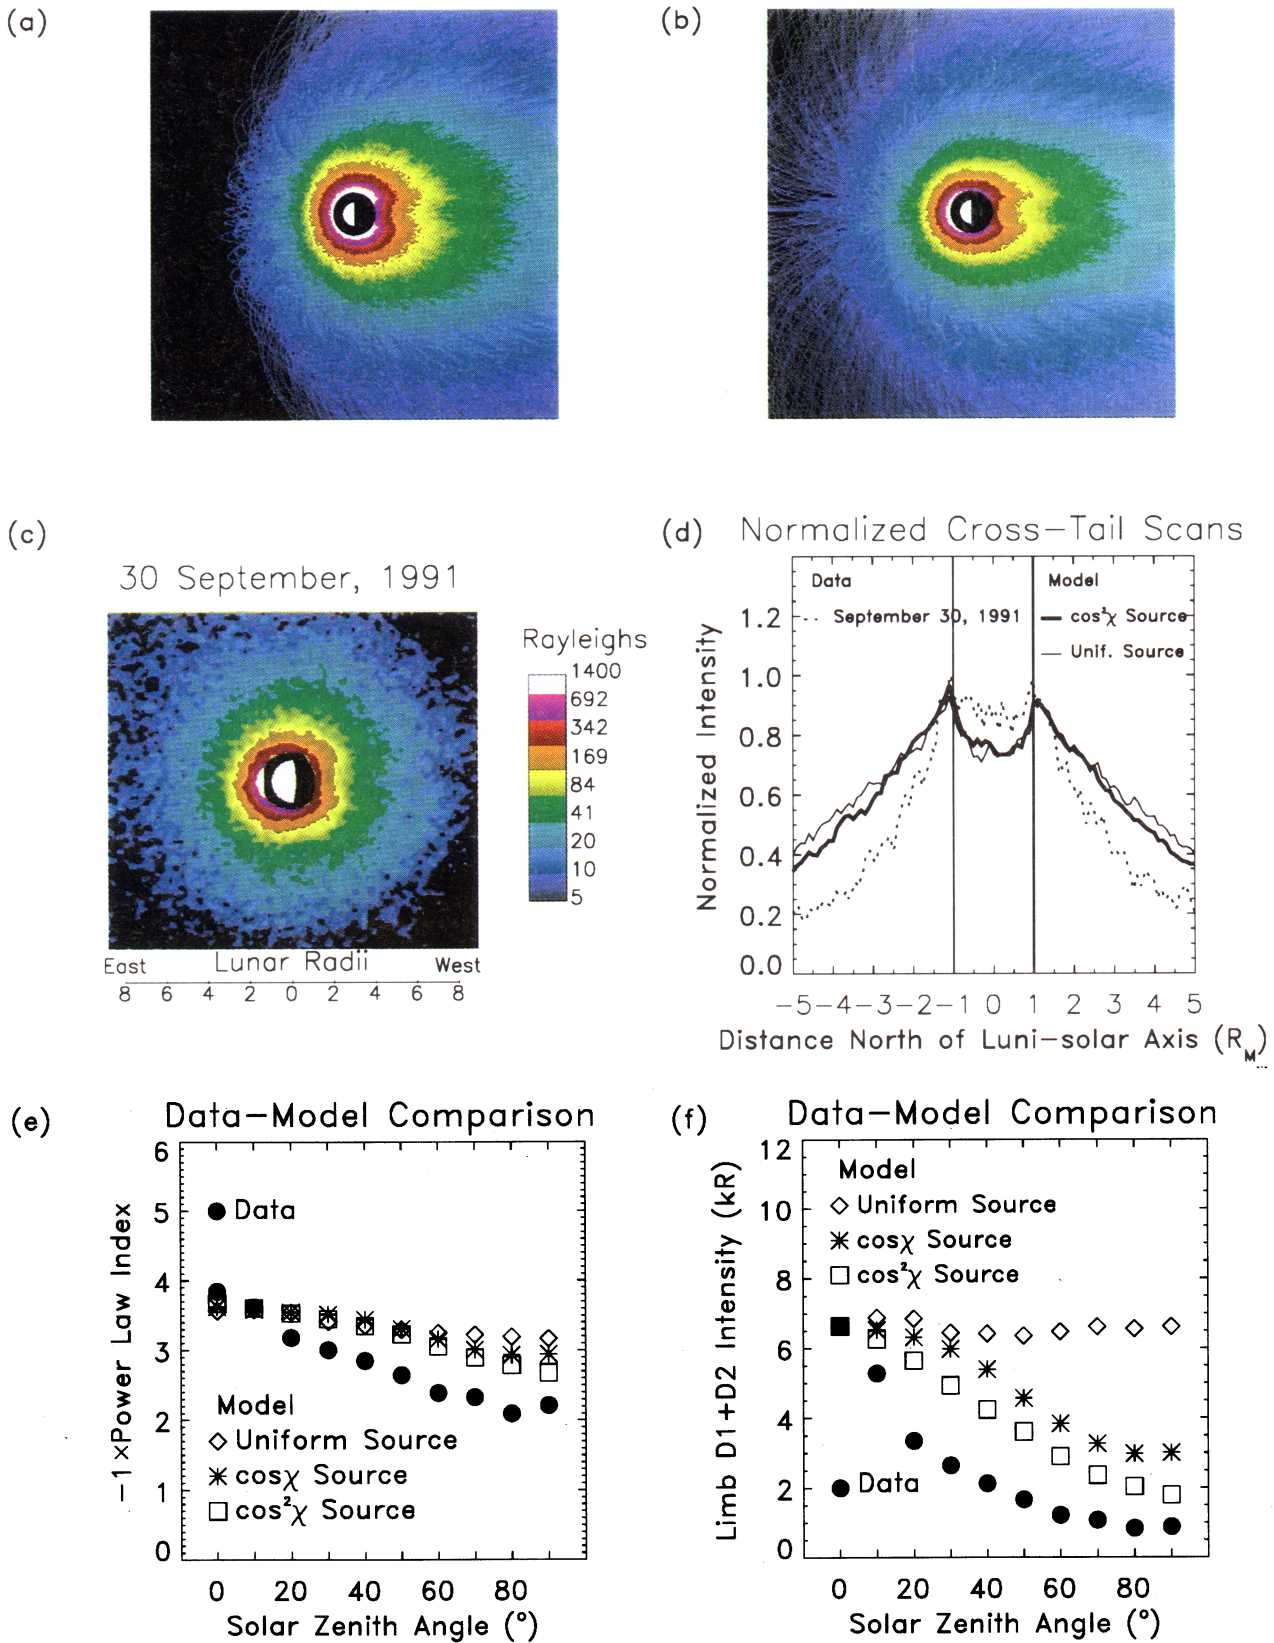 (a)
(b)
(c)
30 September, 1991
Rayleighs
1400
692
342
169
84
41
20
10
5
East Lunar Radii West
8 6 4 2 0 2 4 6 8
(d) Normalized Cross-Tail Scans
Data
September 30, 1991
Model
cos²χ Source
Unif. Source
Normalized Intensity
1.2
1.0
0.8
0.6
0.4
0.2
0.0
-5-4-3-2-1 0 1 2 3 4 5
Distance North of Luni-solar Axis (R_M)
(e) Data-Model Comparison
-1×Power Law Index
6
5
4
3
2
1
0
Data
Model
Uniform Source
cosχ Source
cos²χ Source
0 20 40 60 80
Solar Zenith Angle (°)
(f) Data-Model Comparison
Limb D1+D2 Intensity (kR)
12
10
8
6
4
2
0
Model
Uniform Source
cosχ Source
cos²χ Source
Data
0 20 40 60 80
Solar Zenith Angle (°)